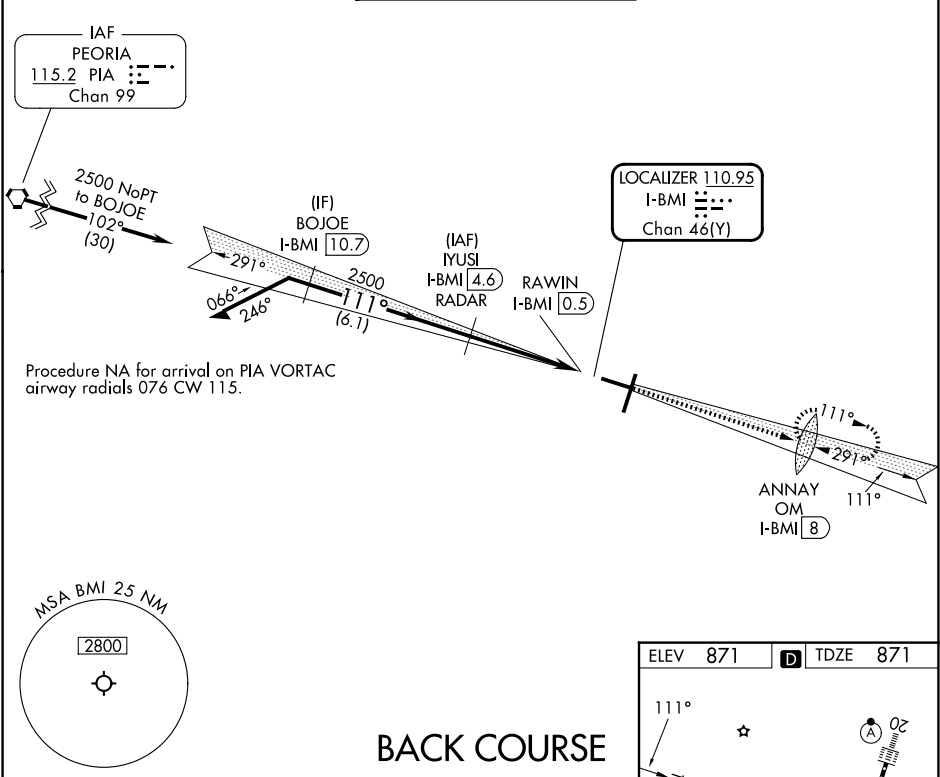 IAF
PEORIA
115.2 PIA
Chan 99
2500 NoPT
to BOJOE
102°
(30)
(IF)
BOJOE
I-BMI 10.7
(IAF)
IYUSI
I-BMI 4.6
RADAR
RAWIN
I-BMI 0.5
LOCALIZER 110.95
I-BMI
Chan 46(Y)
291°
2500
111°
(6.1)
066°
246°
Procedure NA for arrival on PIA VORTAC
airway radials 076 CW 115.
111°
291°
111°
ANNAY
OM
I-BMI 8
MSA BMI 25 NM
2800
BACK COURSE
ELEV 871 D TDZE 871
111°
A
20